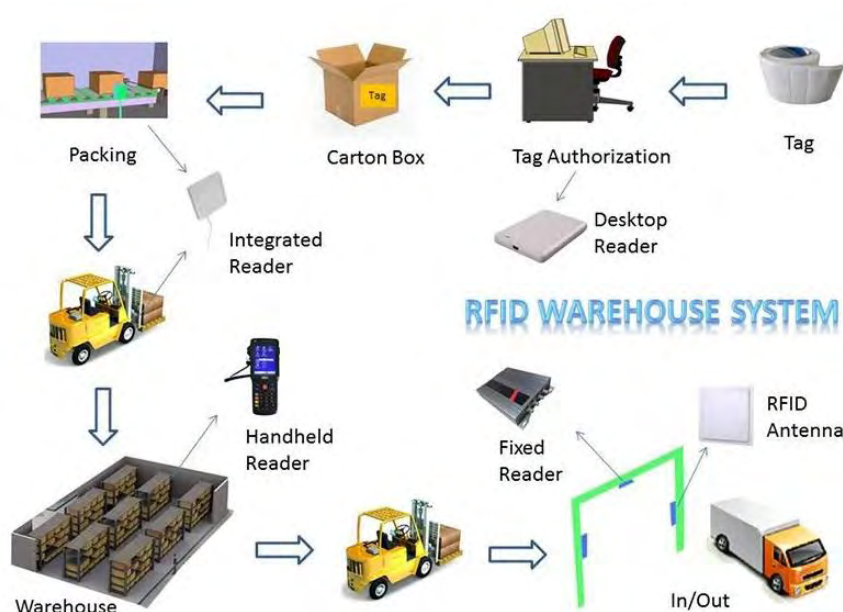 Tag
Packing
Carton Box
Tag Authorization
Tag
Integrated
Reader
Desktop
Reader
RFID WAREHOUSE SYSTEM
Handheld
Reader
Fixed
Reader
RFID
Antenna
Warehouse
In/Out